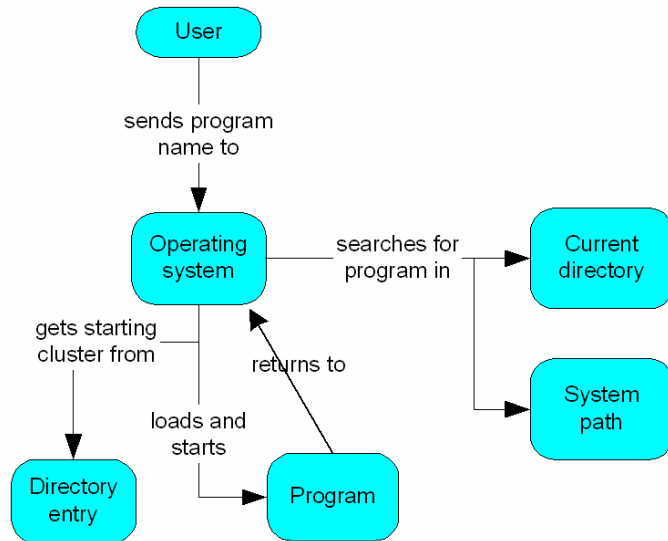 User
sends program
name to
Operating
system
searches for
program in
Current
directory
gets starting
cluster from
returns to
System
path
loads and
starts
Directory
entry
Program